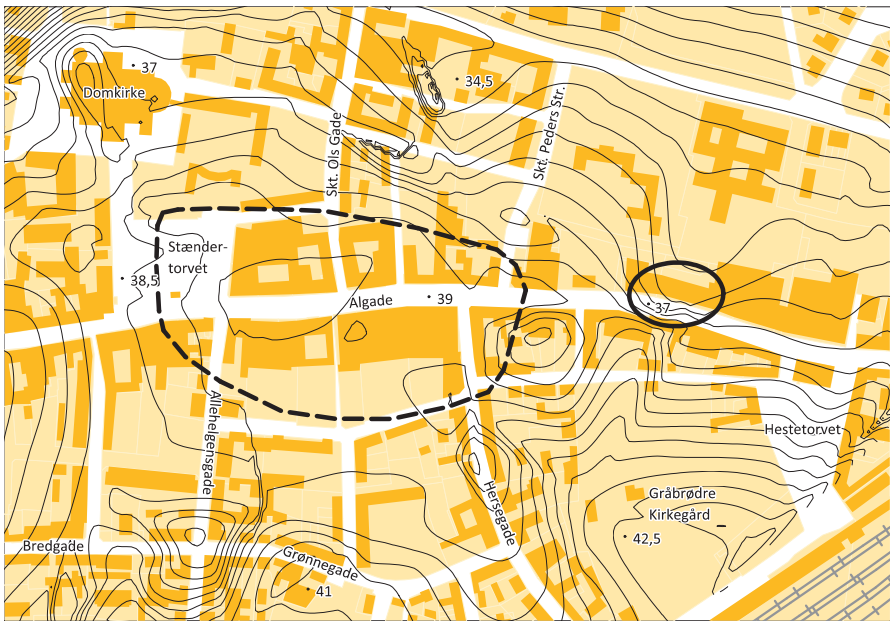 37
Domkirke
34,5
Skt. Ols Gade
Skt. Peders Str.
Stænder-
torvet
38,5
Algade
39
37
Allehelgensgade
Hersegade
Hestetorvet
Gråbrødre
Kirkegård
42,5
Bredgade
Grønnegade
41